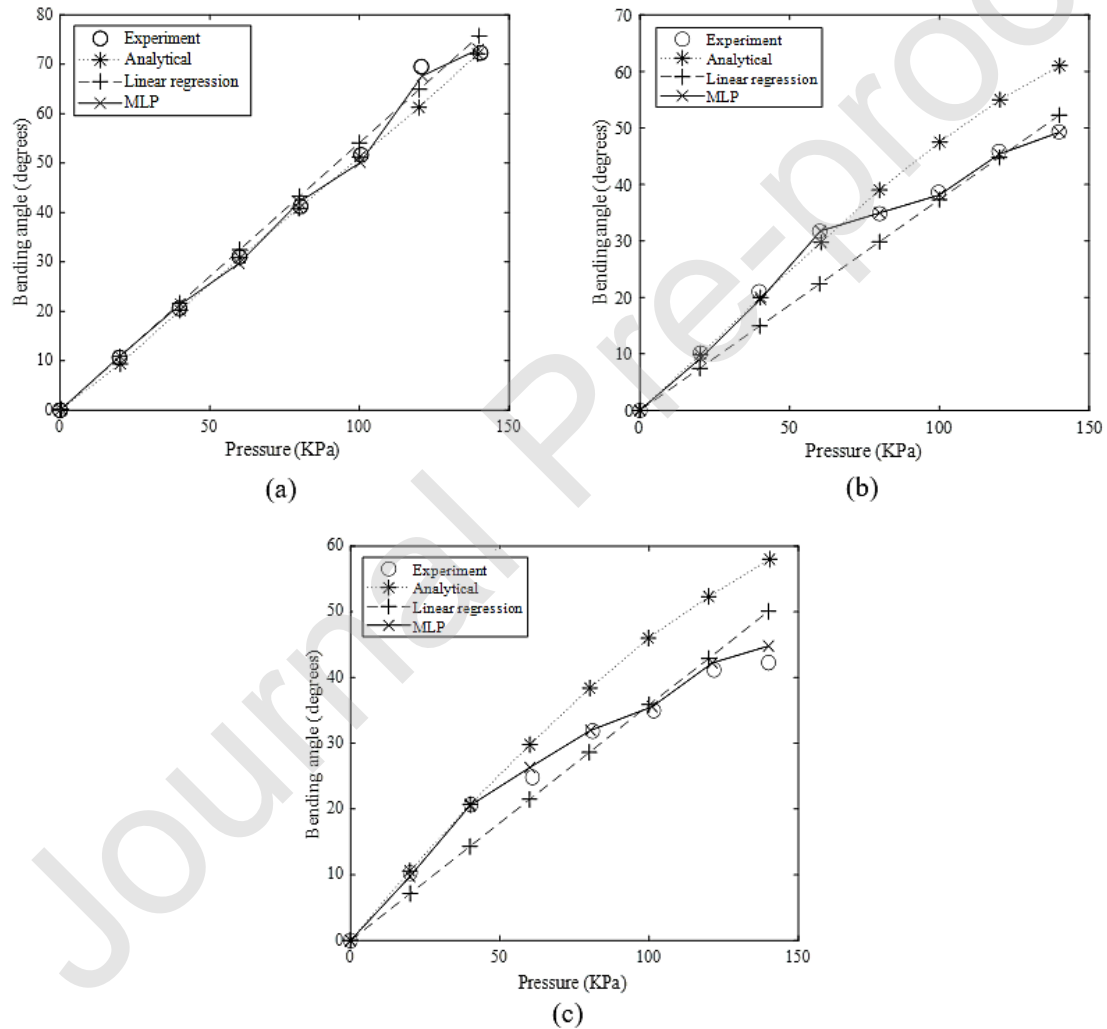 80
70
60
50
40
30
20
10
0
0
50
100
150
Bending angle (degrees)
Pressure (KPa)
Experiment
Analytical
Linear regression
MLP
(a)
70
60
50
40
30
20
10
0
0
50
100
150
Bending angle (degrees)
Pressure (KPa)
Experiment
Analytical
Linear regression
MLP
(b)
60
50
40
30
20
10
0
0
50
100
150
Bending angle (degrees)
Pressure (KPa)
Experiment
Analytical
Linear regression
MLP
(c)
Journal Pre-proo